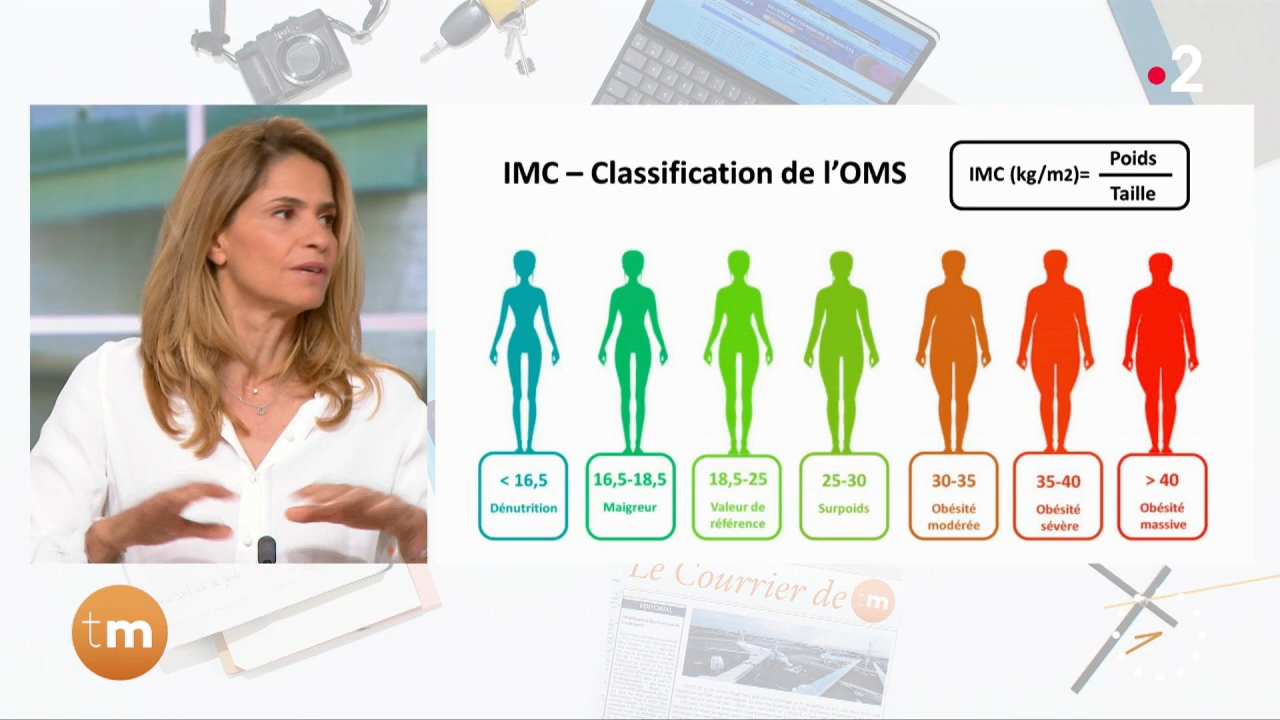 2
IMC – Classification de l'OMS
IMC (kg/m2)=
Poids
Taille
< 16,5
Dénutrition
16,5-18,5
Maigreur
18,5-25
Valeur de
référence
25-30
Surpoids
30-35
Obésité
modérée
35-40
Obésité
sévère
> 40
Obésité
massive
tm
Le Courrier de tm
EDITORIAL